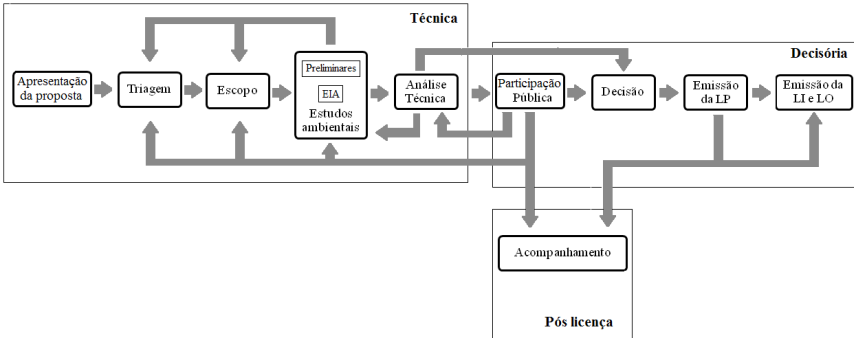 Técnica
Decisória
Apresentação
da proposta
Triagem
Escopo
Preliminares
EIA
Estudos
ambientais
Análise
Técnica
Participação
Pública
Decisão
Emissão
da LP
Emissão da
LI e LO
Acompanhamento
Pós licença